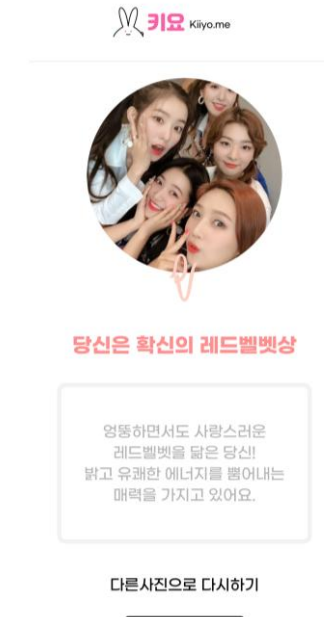 키요 Kiiyo.me
당신은 확신의 레드벨벳상
엉뚱하면서도 사랑스러운
레드벨벳을 닮은 당신!
밝고 유쾌한 에너지를 뿜어내는
매력을 가지고 있어요.
다른사진으로 다시하기